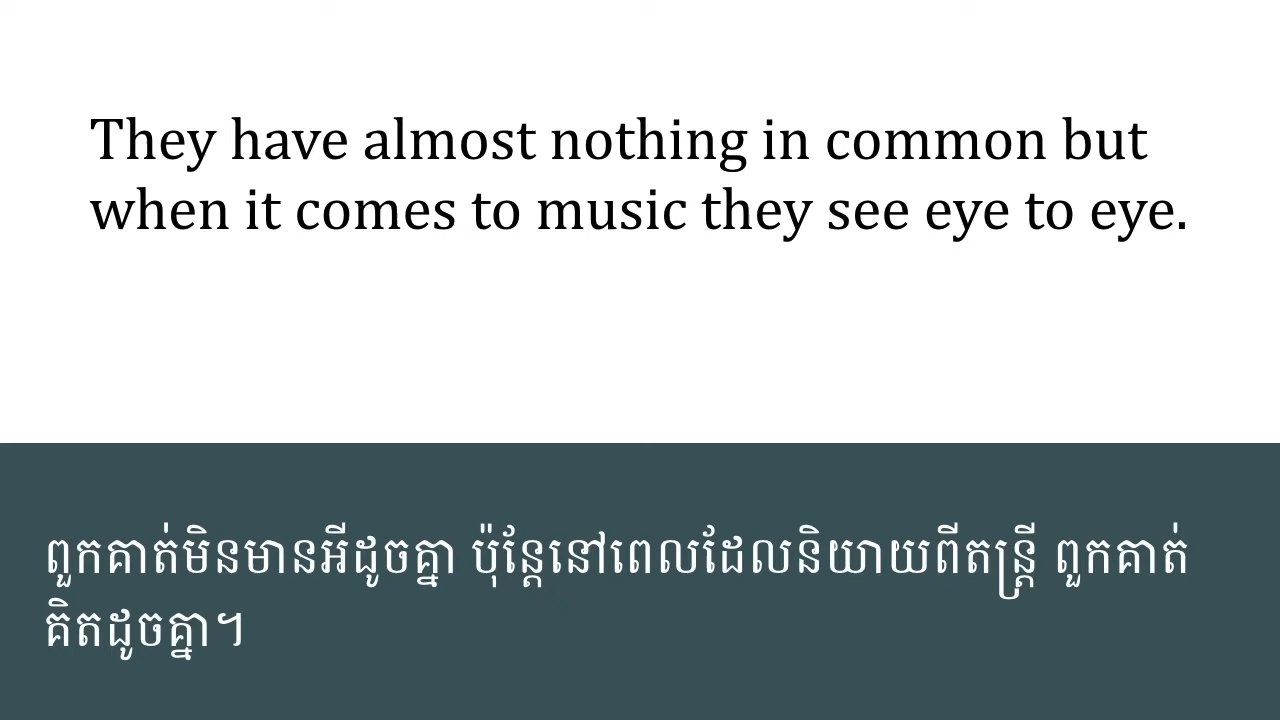 They have almost nothing in common but
when it comes to music they see eye to eye.
ពួកគាត់មិនមានអីដូចគ្នា ប៉ុន្តែនៅពេលដែលនិយាយពីតន្ត្រី ពួកគាត់
គិតដូចគ្នា។